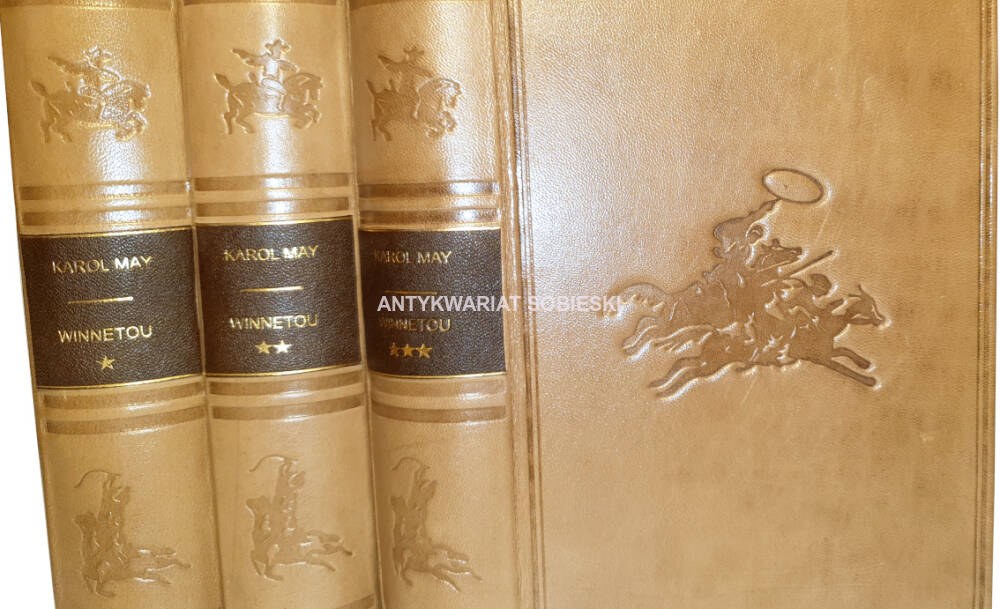 KAROL MAY
WINNETOU
★
KAROL MAY
WINNETOU
★★
KAROL MAY
WINNETOU
★★★
ANTYKWARIAT SOBIESKI